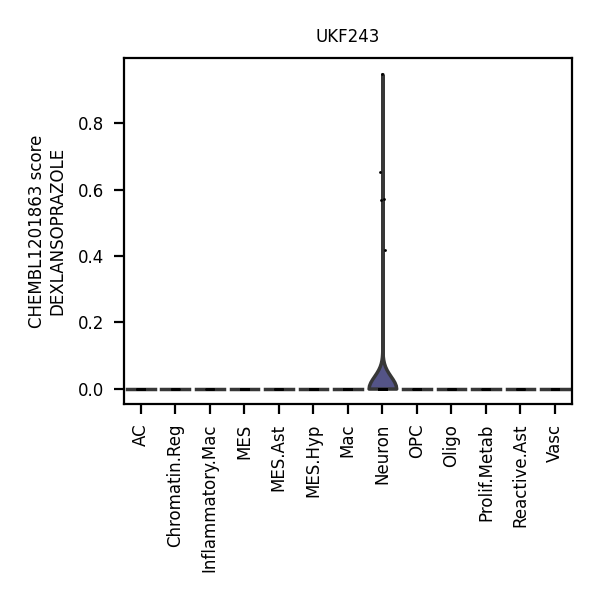 UKF243
CHEMBL1201863 score
DEXLANSOPRAZOLE
0.8
0.6
0.4
0.2
0.0
AC
Chromatin.Reg
Inflammatory.Mac
MES
MES.Ast
MES.Hyp
Mac
Neuron
OPC
Oligo
Prolif.Metab
Reactive.Ast
Vasc